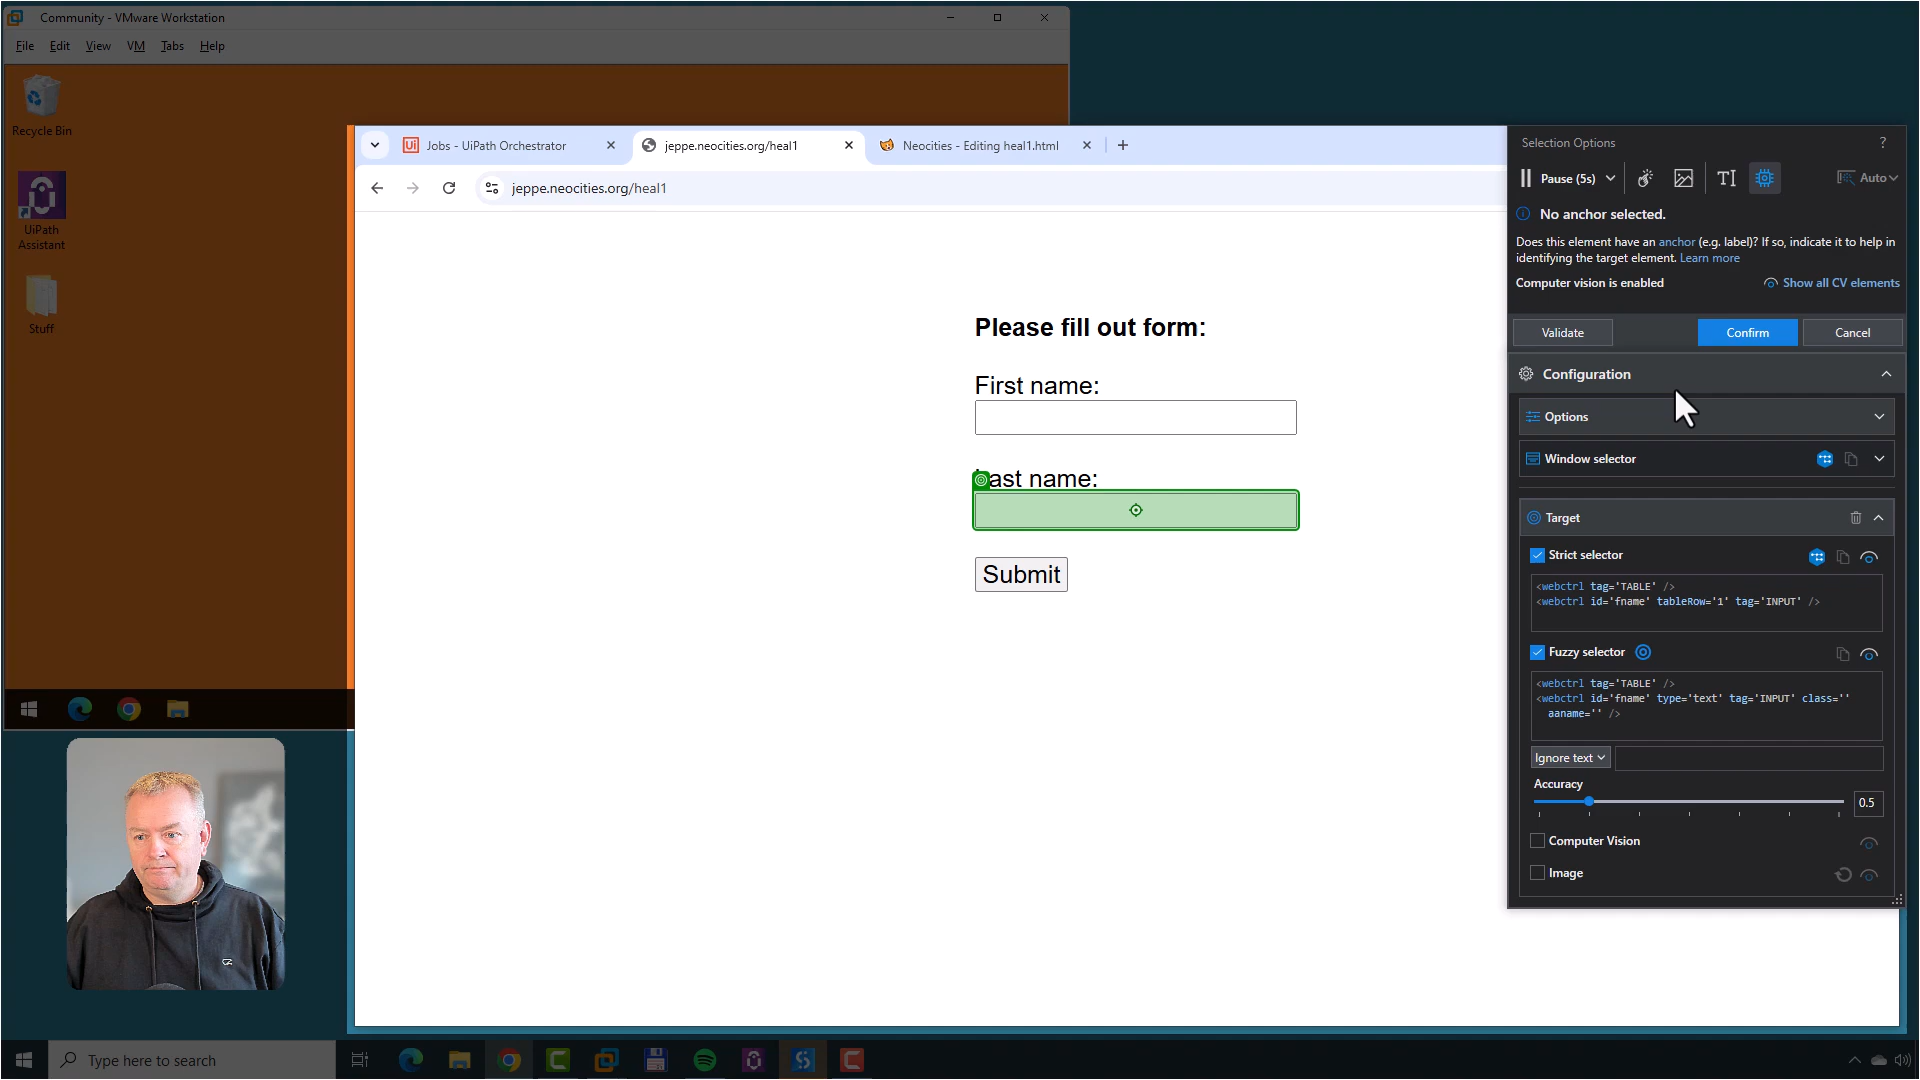 Community - VMware Workstation
File Edit View VM Tabs Help
Recycle Bin
UiPath
Assistant
Stuff
Jobs - UiPath Orchestrator
jeppe.neocities.org/heal1
Neocities - Editing heal1.html
jeppe.neocities.org/heal1
Please fill out form:
First name:
ast name:
Submit
Selection Options
?
Pause (5s)
Auto
No anchor selected.
Does this element have an anchor (e.g. label)? If so, indicate it to help in
identifying the target element. Learn more
Computer vision is enabled
Show all CV elements
Validate
Confirm
Cancel
Configuration
Options
Window selector
Target
Strict selector
<webctrl tag='TABLE' />
<webctrl id='fname' tableRow='1' tag='INPUT' />
Fuzzy selector
<webctrl tag='TABLE' />
<webctrl id='fname' type='text' tag='INPUT' class=''
aaname='' />
Ignore text
Accuracy
0.5
Computer Vision
Image
Type here to search